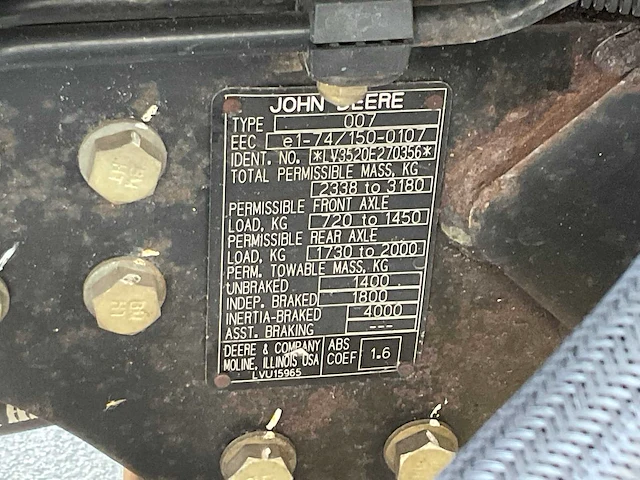 JOHN DEERE
TYPE 007
EEC e1-74/150-0107
IDENT. NO. *LV3520E270356*
TOTAL PERMISSIBLE MASS, KG
2338 to 3180
PERMISSIBLE FRONT AXLE
LOAD, KG 720 to 1450
PERMISSIBLE REAR AXLE
LOAD, KG 1730 to 2000
PERM. TOWABLE MASS, KG
UNBRAKED 1400
INDEP. BRAKED 1800
INERTIA-BRAKED 4000
ASST. BRAKING ---
DEERE & COMPANY ABS
MOLINE, ILLINOIS USA COEF 1.6
LVU15965